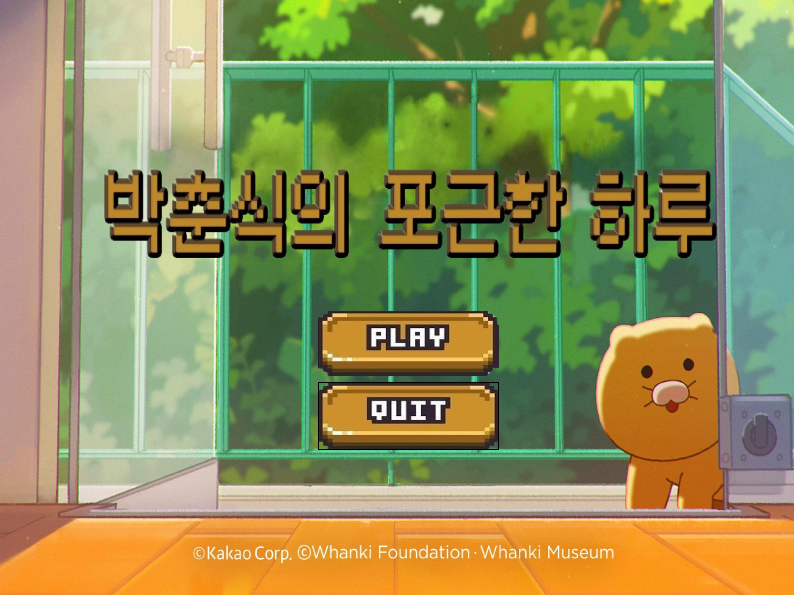 박춘식의 포근한 하루
PLAY
QUIT
©Kakao Corp. ©Whanki Foundation · Whanki Museum